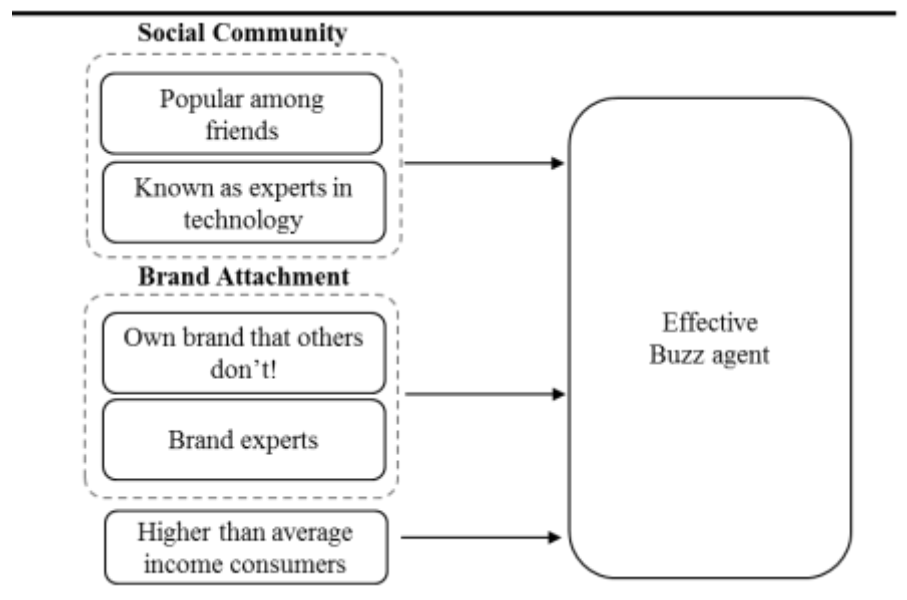 Social Community
Popular among
friends
Known as experts in
technology
Brand Attachment
Own brand that others
don't!
Brand experts
Higher than average
income consumers
Effective
Buzz agent